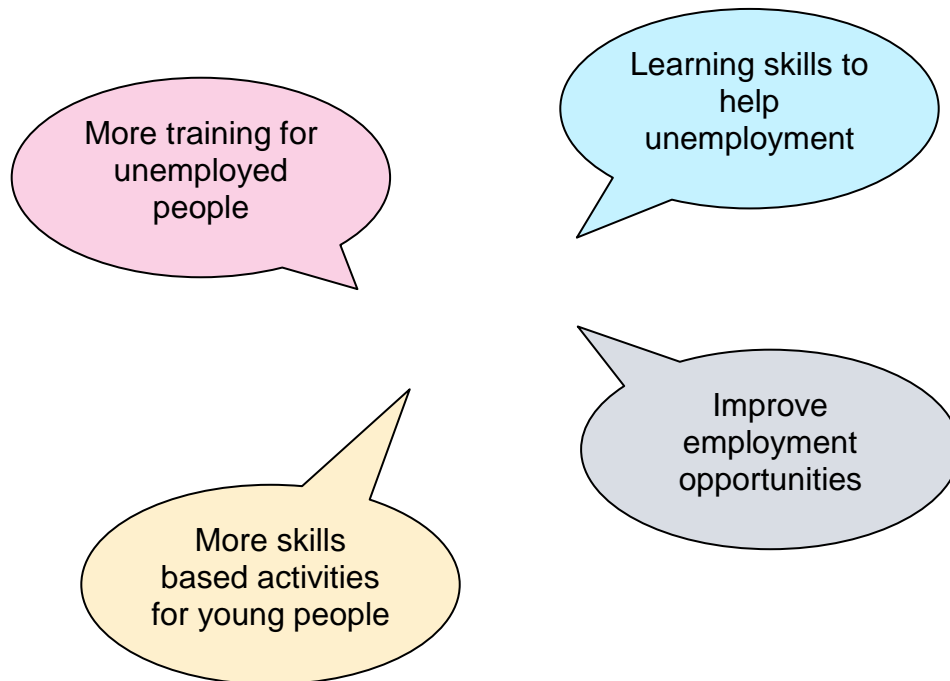 More training for
unemployed
people
Learning skills to
help
unemployment
More skills
based activities
for young people
Improve
employment
opportunities